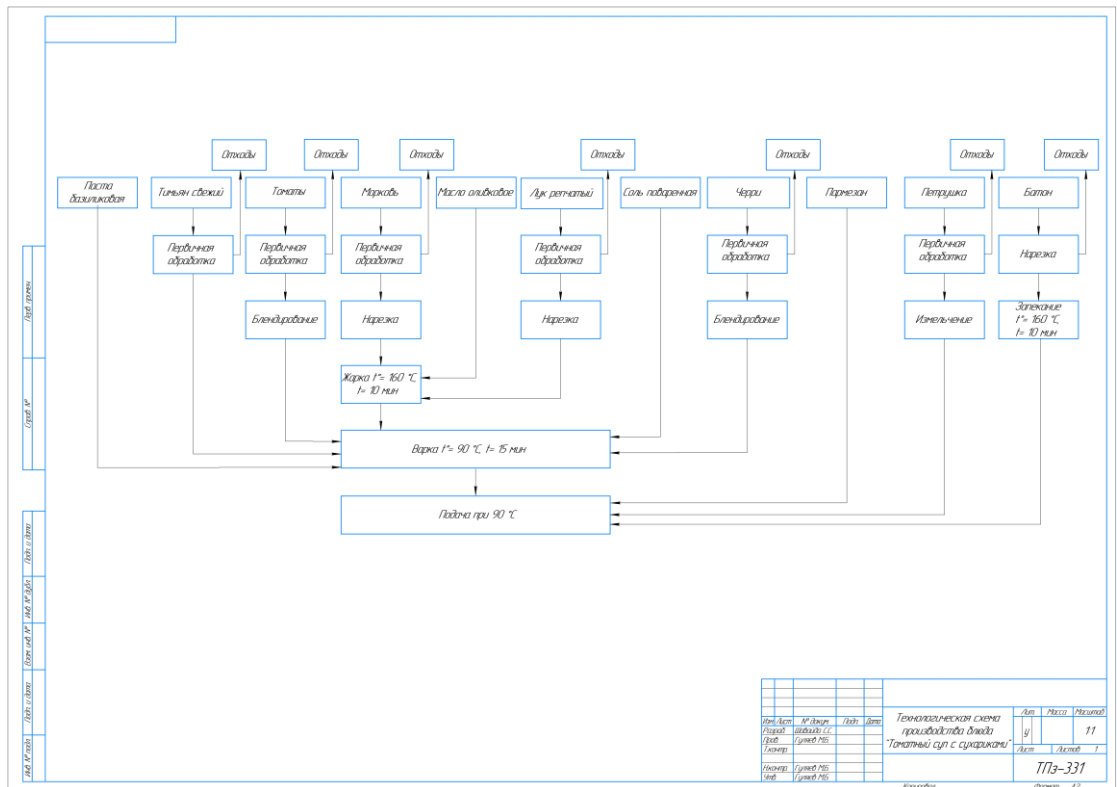 Отходы
Отходы
Отходы
Отходы
Отходы
Отходы
Отходы
Паста
базиликовая
Тимьян свежий
Томаты
Морковь
Масло оливковое
Лук репчатый
Соль поваренная
Черри
Пармезан
Петрушка
Батон
Первичная
обработка
Первичная
обработка
Первичная
обработка
Первичная
обработка
Первичная
обработка
Первичная
обработка
Нарезка
Блендирование
Нарезка
Нарезка
Блендирование
Измельчение
Запекание
t°= 160 °C,
t= 10 мин
Жарка t°= 160 °C,
t= 10 мин
Варка t°= 90 °C, t= 15 мин
Подача при 90 °C
Перв. примен.
Справ. №
Подп. и дата
Инв. № дубл.
Взам. инв. №
Подп. и дата
Инв. № подл.
Изм. Лист № докум. Подп. Дата
Разраб.
Пров. Гуляев М.Б.
Т.контр.
Н.контр. Гуляев М.Б.
Утв. Гуляев М.Б.
Технологическая схема
производства блюда
"Томатный суп с сухариками"
Лит. Масса Масштаб
у 1:1
Лист Листов 1
ТПз-331
Копировал Формат А3